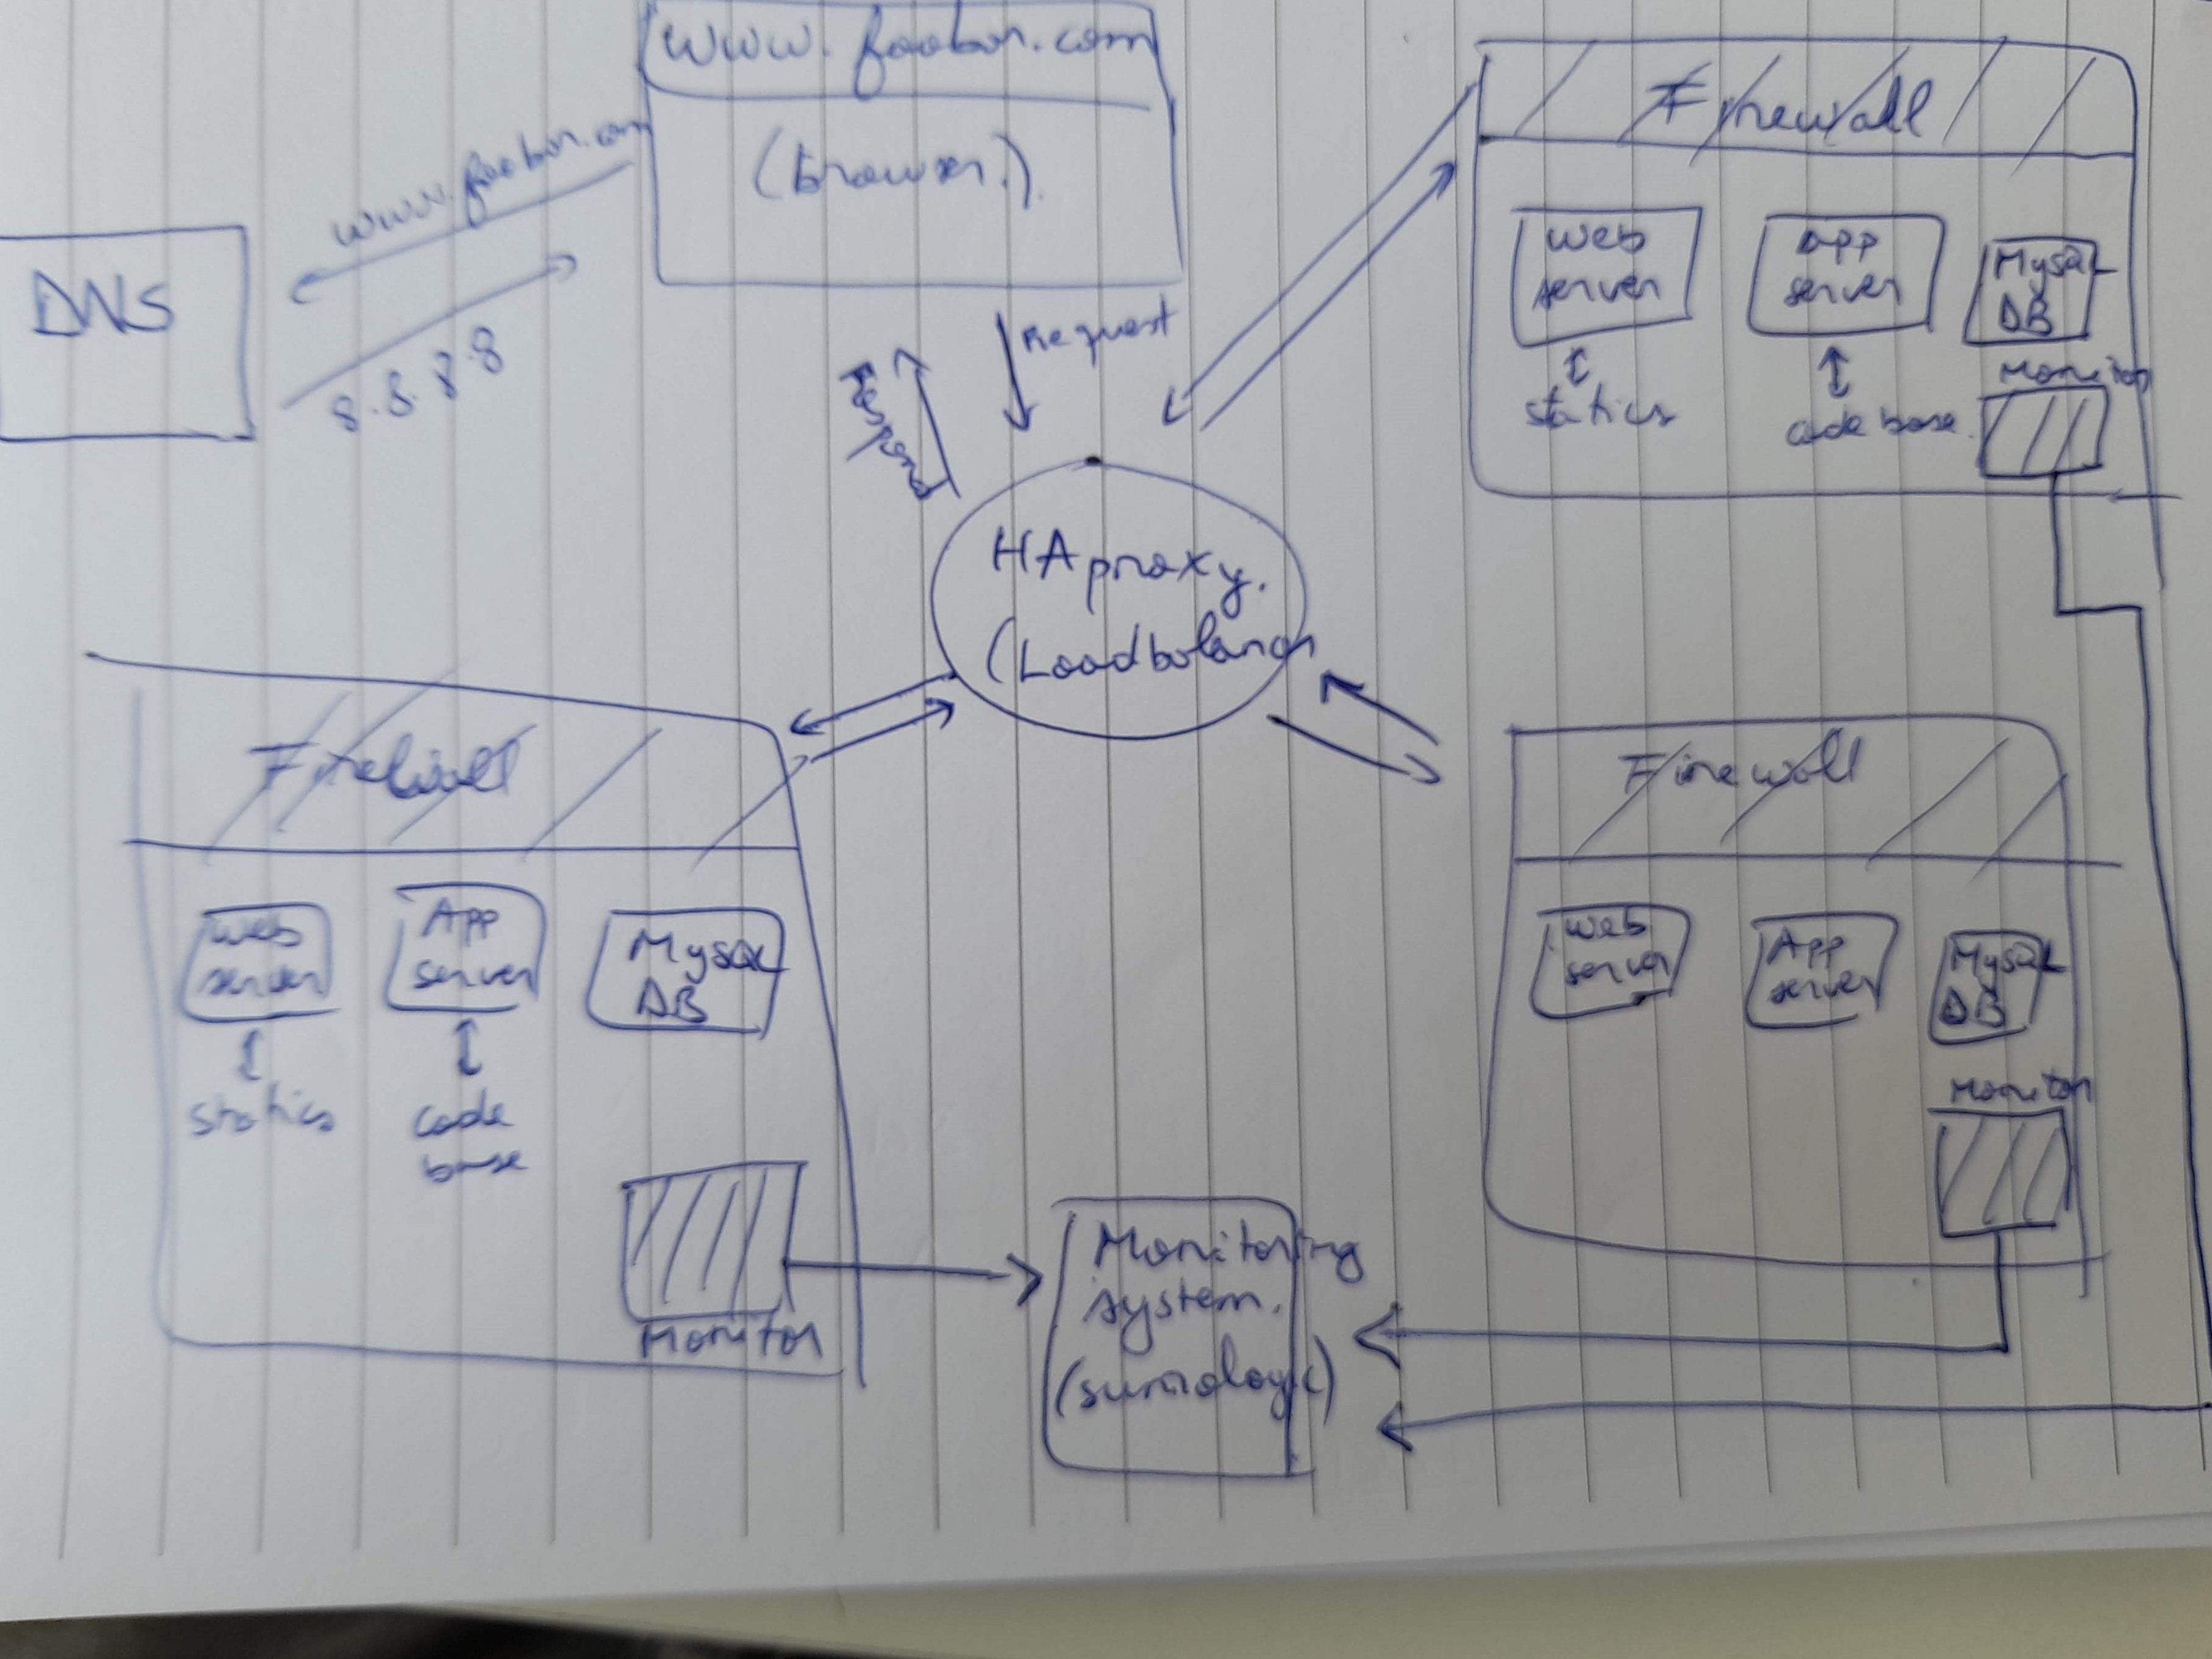 www.foobar.com
(browser.).
www.foobar.com
8.8.8.8
DNS
Request
Respond
HAproxy.
(Loadbalancer
Firewall
Web
server
App
server
MySQL
DB
statics
code base.
Monitor
Firewall
Web
server
App
server
MySQL
DB
statics
code
base
Monitor
Firewall
Web
server
App
server
MySQL
DB
Monitor
Monitoring
system.
(sumologic)